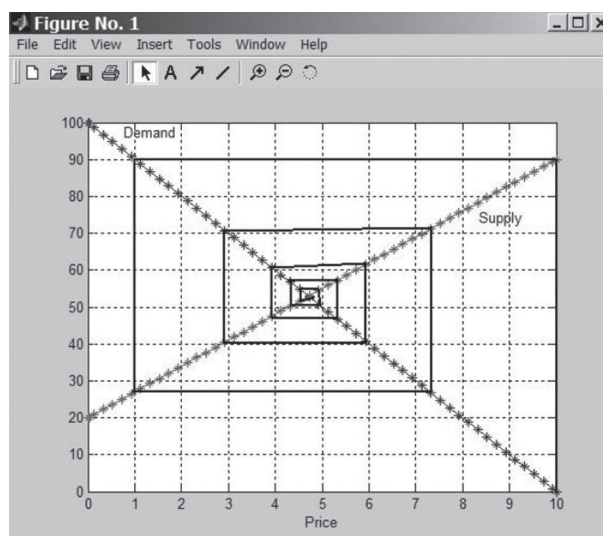 Figure No. 1
File Edit View Insert Tools Window Help
A
100
Demand
90
80
Supply
70
60
50
40
30
20
10
0
0 1 2 3 4 5 6 7 8 9 10
Price